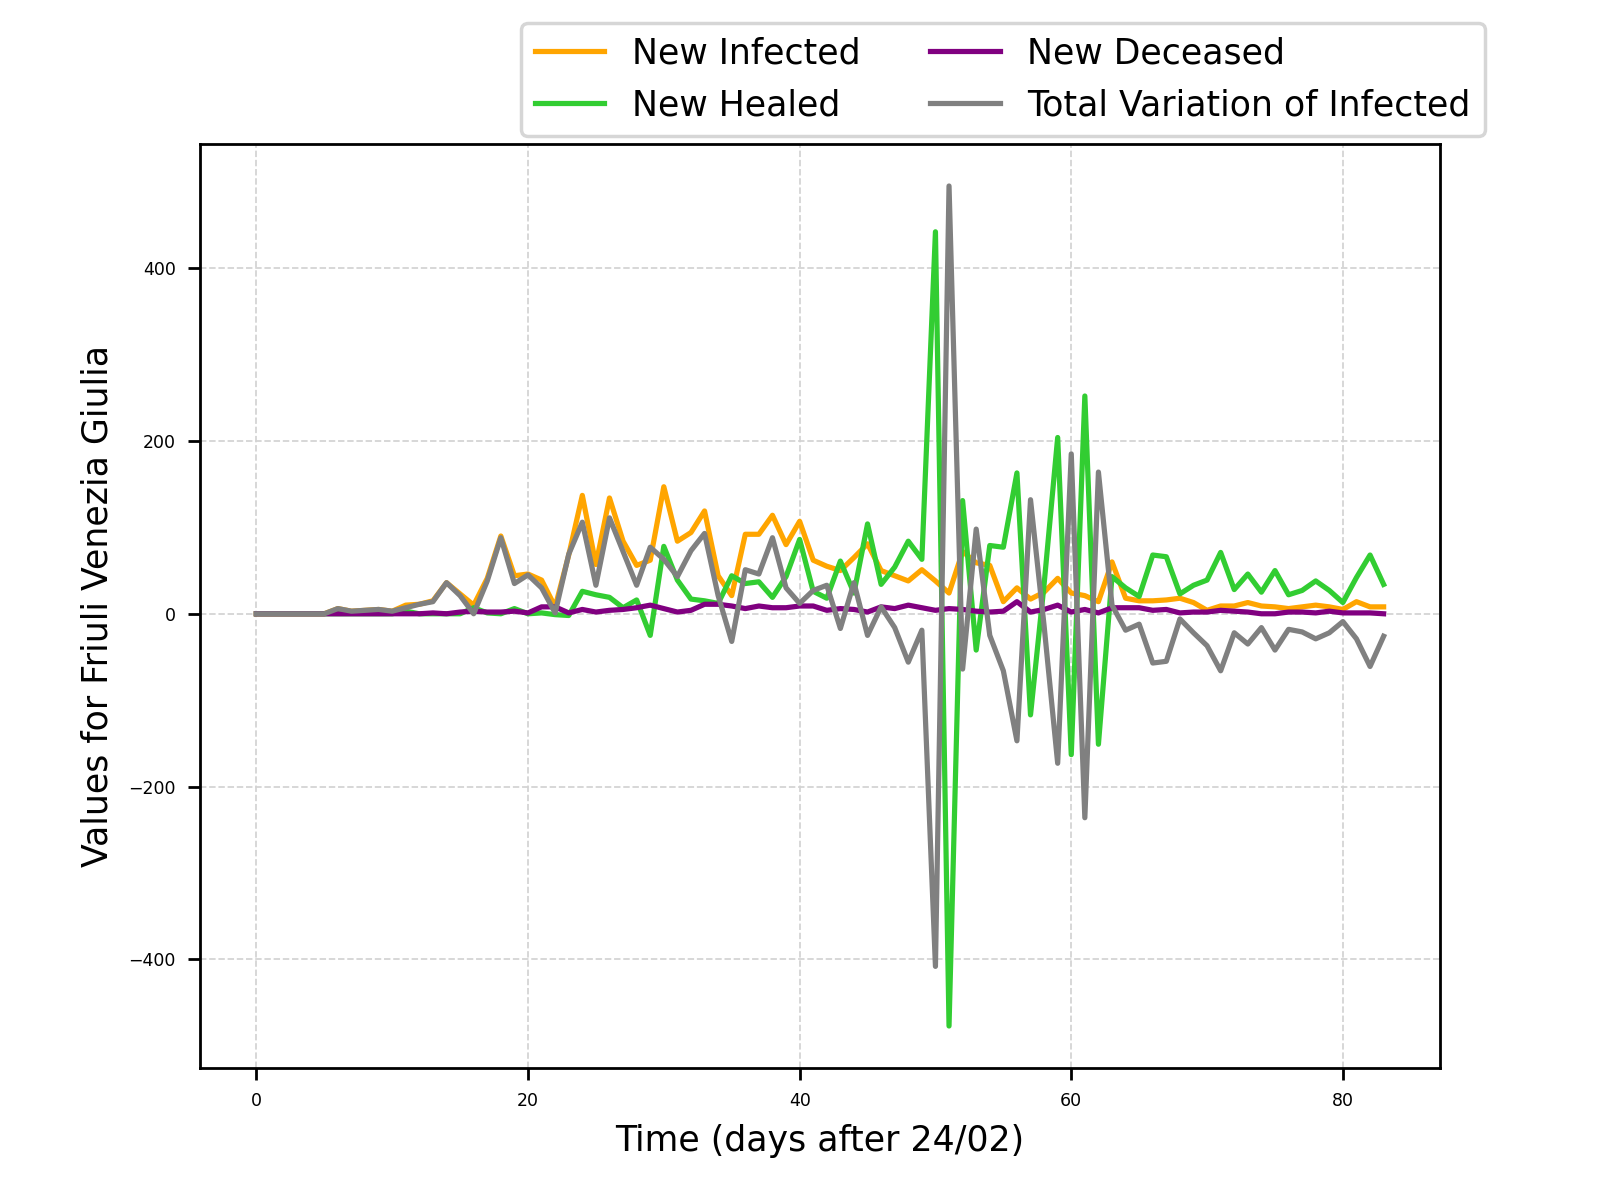 New Infected
New Healed
New Deceased
Total Variation of Infected
Values for Friuli Venezia Giulia
400
200
0
−200
−400
0 20 40 60 80
Time (days after 24/02)